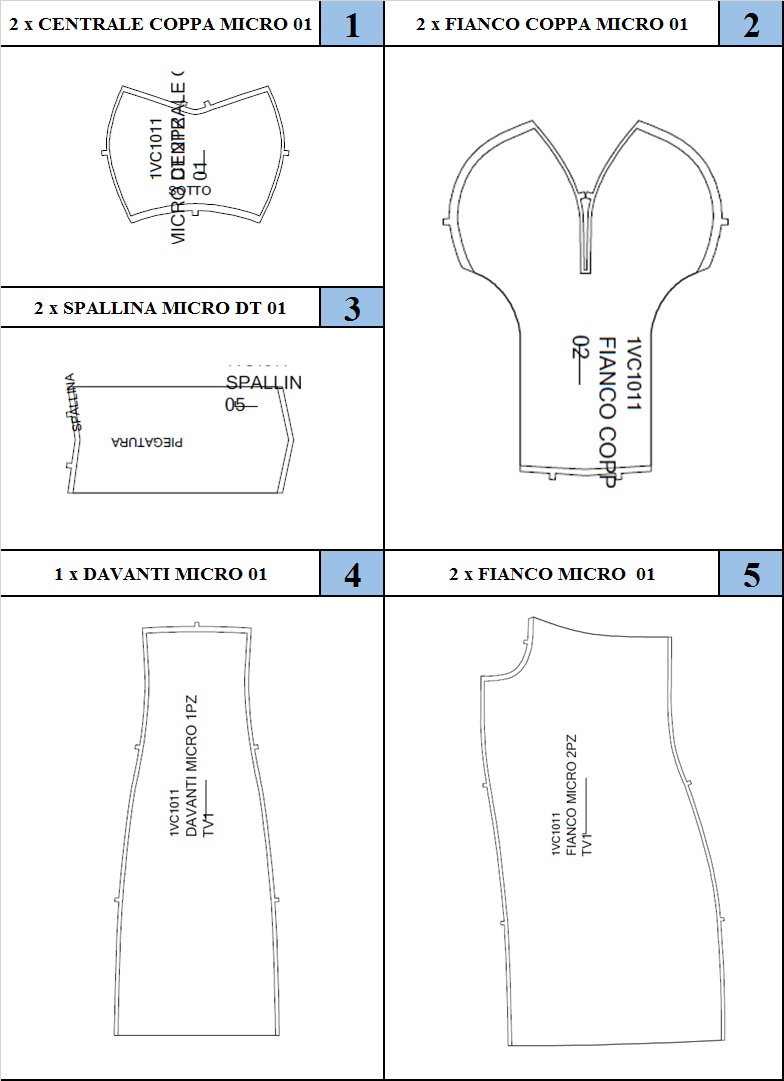 2 x CENTRALE COPPA MICRO 01
1
2 x FIANCO COPPA MICRO 01
2
1VC1011
01
SOTTO
1VC1011
FIANCO COPP
02
2 x SPALLINA MICRO DT 01
3
SPALLINA
SPALLIN
05
PIEGATURA
1 x DAVANTI MICRO 01
4
2 x FIANCO MICRO 01
5
1VC1011
DAVANTI MICRO 1PZ
TV1
1VC1011
FIANCO MICRO 2PZ
TV1